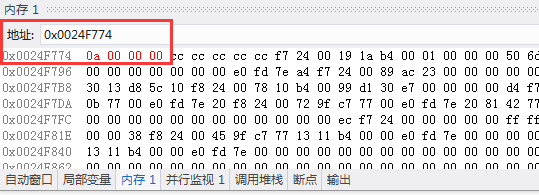 内存 1
地址: 0x0024F774
0x0024F774 0a 00 00 00 cc cc cc cc cc f7 24 00 19 1a b4 00 01 00 00 00 50 6d
0x0024F796 00 00 00 00 00 00 e0 fd 7e a4 f7 24 00 89 ac 23 00 00 00 00 00 00
0x0024F7B8 30 13 d8 5c 10 f8 24 00 78 10 b4 00 99 d1 30 e7 00 00 00 00 d4 f7
0x0024F7DA 0b 77 00 e0 fd 7e 20 f8 24 00 72 9f c7 77 00 e0 fd 7e 20 81 42 77
0x0024F7FC 00 00 00 00 00 00 00 00 00 00 ec f7 24 00 00 00 00 00 ff ff
0x0024F81E 00 00 38 f8 24 00 45 9f c7 77 13 11 b4 00 00 e0 fd 7e 00 00 00 00
0x0024F840 13 11 b4 00 00 e0 fd 7e 00 00 00 00 00 00 00 00 00 00 00 00 00 00
自动窗口 局部变量 内存 1 并行监视 1 调用堆栈 断点 输出